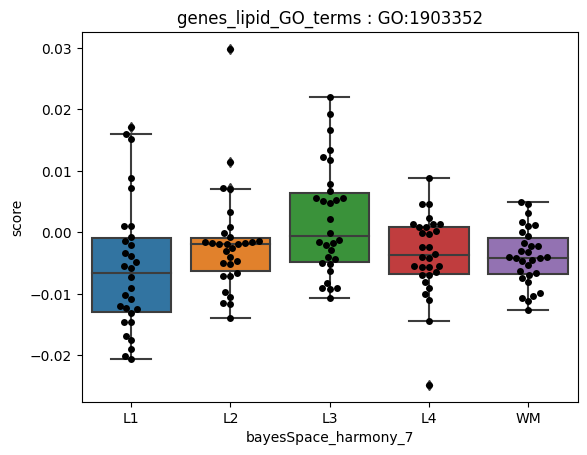 genes_lipid_GO_terms : GO:1903352
0.03
0.02
0.01
0.00
−0.01
−0.02
score
L1 L2 L3 L4 WM
bayesSpace_harmony_7